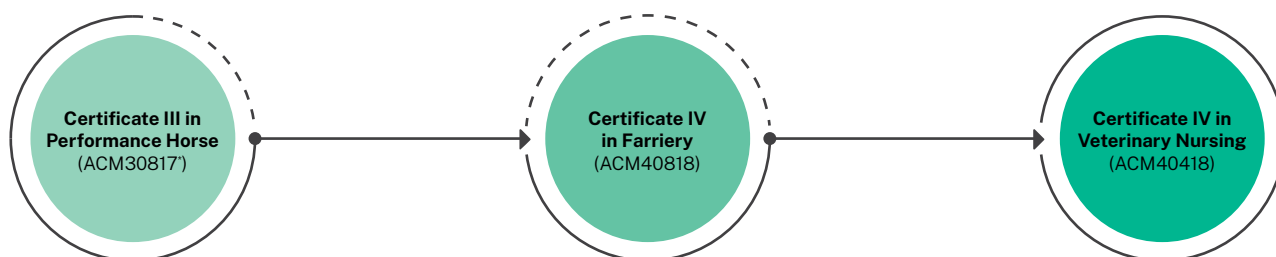 Certificate III in
Performance Horse
(ACM30817*)
Certificate IV
in Farriery
(ACM40818)
Certificate IV in
Veterinary Nursing
(ACM40418)